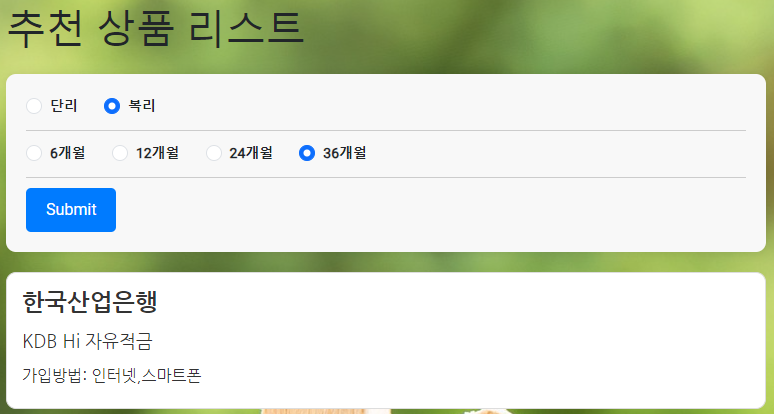 추천 상품 리스트
단리 복리
6개월 12개월 24개월 36개월
Submit
한국산업은행
KDB Hi 자유적금
가입방법: 인터넷,스마트폰